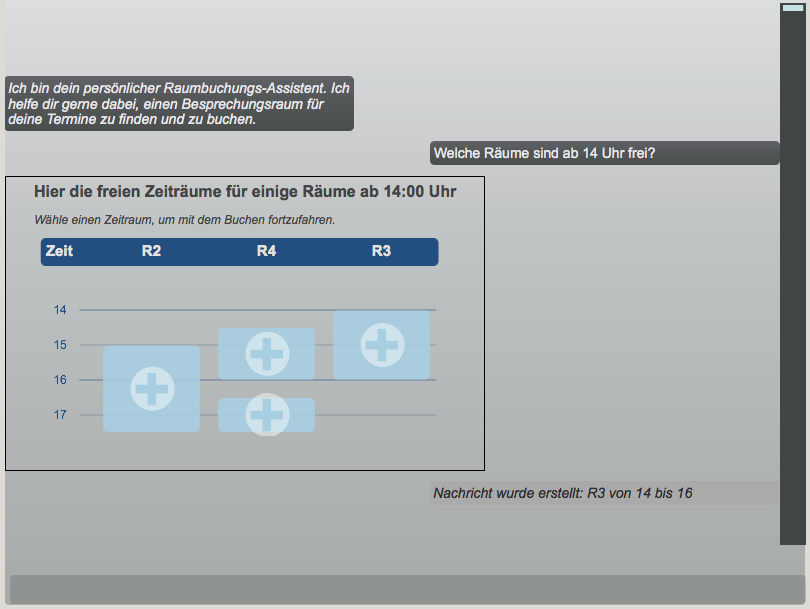 Ich bin dein persönlicher Raumbuchungs-Assistent. Ich
helfe dir gerne dabei, einen Besprechungsraum für
deine Termine zu finden und zu buchen.
Welche Räume sind ab 14 Uhr frei?
Hier die freien Zeiträume für einige Räume ab 14:00 Uhr
Wähle einen Zeitraum, um mit dem Buchen fortzufahren.
Zeit R2 R4 R3
14
15
16
17
Nachricht wurde erstellt: R3 von 14 bis 16